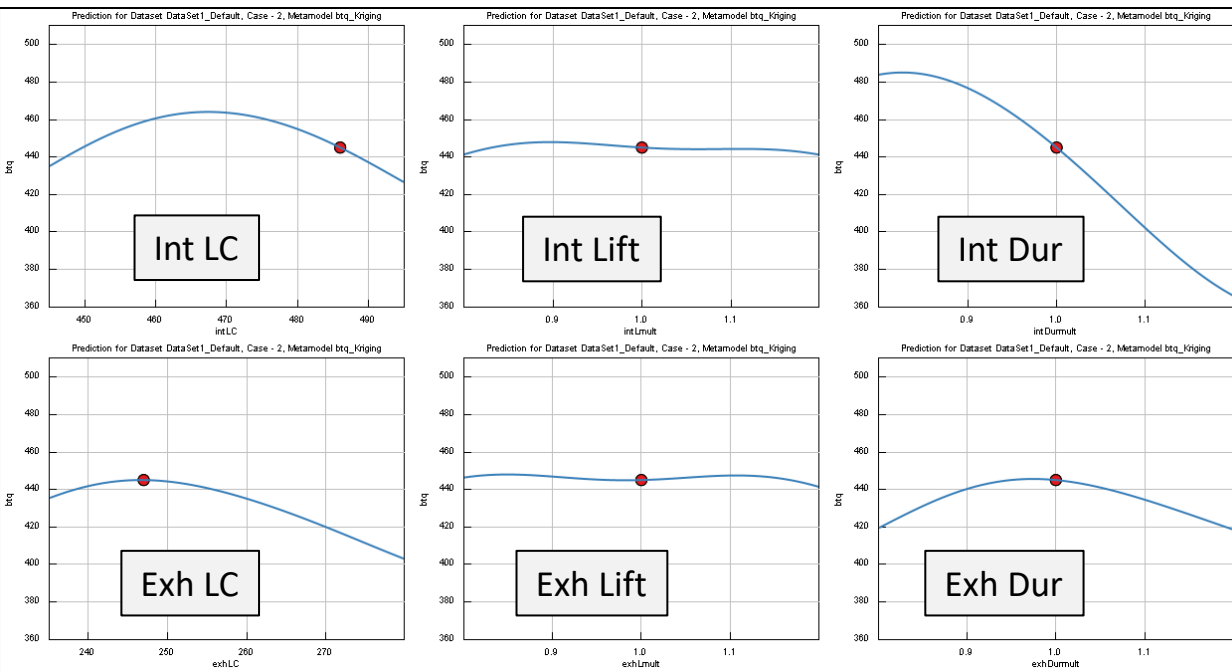 Prediction for Dataset DataSet1_Default, Case - 2, Metamodel btq_Kriging
500
480
460
440
420
400
380
360
btq
Int LC
450
460
470
480
490
intLC
Prediction for Dataset DataSet1_Default, Case - 2, Metamodel btq_Kriging
500
480
460
440
420
400
380
360
btq
Int Lift
0.9
1.0
1.1
intLmult
Prediction for Dataset DataSet1_Default, Case - 2, Metamodel btq_Kriging
500
480
460
440
420
400
380
360
btq
Int Dur
0.9
1.0
1.1
intDurmult
Prediction for Dataset DataSet1_Default, Case - 2, Metamodel btq_Kriging
500
480
460
440
420
400
380
360
btq
Exh LC
240
250
260
270
exhLC
Prediction for Dataset DataSet1_Default, Case - 2, Metamodel btq_Kriging
500
480
460
440
420
400
380
360
btq
Exh Lift
0.9
1.0
1.1
exhLmult
Prediction for Dataset DataSet1_Default, Case - 2, Metamodel btq_Kriging
500
480
460
440
420
400
380
360
btq
Exh Dur
0.9
1.0
1.1
exhDurmult